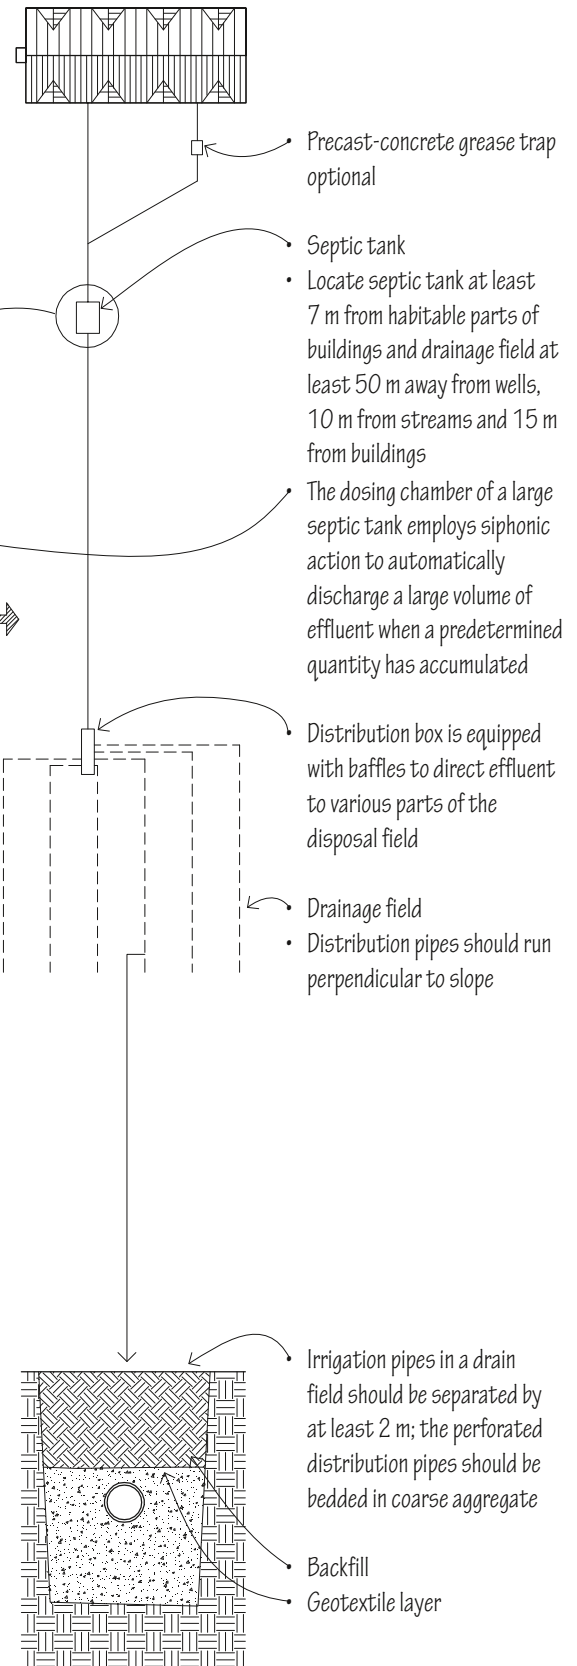 • Precast-concrete grease trap
optional
• Septic tank
• Locate septic tank at least
7 m from habitable parts of
buildings and drainage field at
least 50 m away from wells,
10 m from streams and 15 m
from buildings
• The dosing chamber of a large
septic tank employs siphonic
action to automatically
discharge a large volume of
effluent when a predetermined
quantity has accumulated
• Distribution box is equipped
with baffles to direct effluent
to various parts of the
disposal field
• Drainage field
• Distribution pipes should run
perpendicular to slope
• Irrigation pipes in a drain
field should be separated by
at least 2 m; the perforated
distribution pipes should be
bedded in coarse aggregate
• Backfill
• Geotextile layer